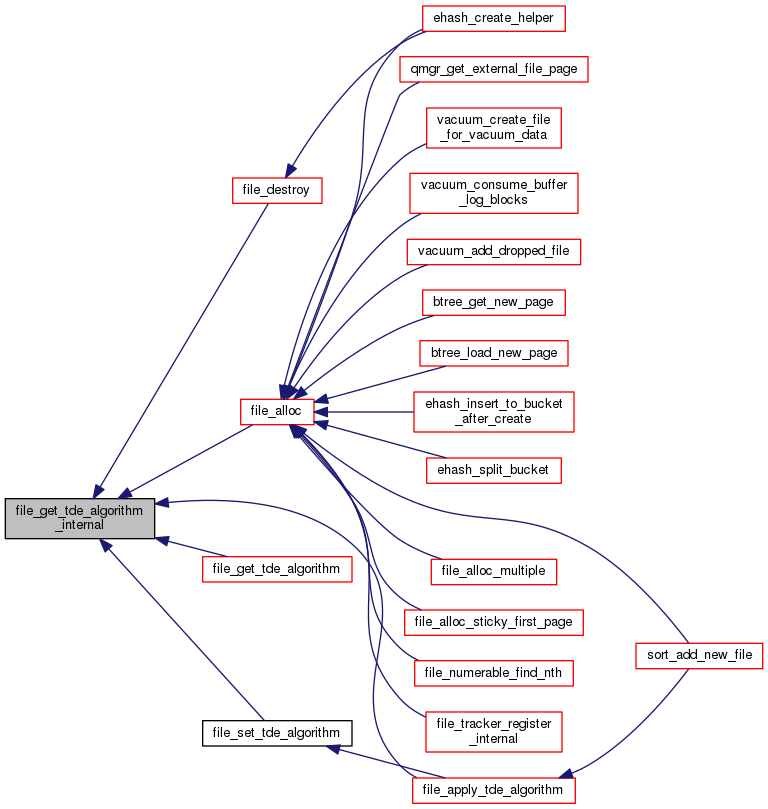 ehash_create_helper
qmgr_get_external_file_page
vacuum_create_file
_for_vacuum_data
file_destroy
vacuum_consume_buffer
_log_blocks
vacuum_add_dropped_file
btree_get_new_page
btree_load_new_page
file_alloc
ehash_insert_to_bucket
_after_create
ehash_split_bucket
file_get_tde_algorithm
_internal
file_get_tde_algorithm
file_alloc_multiple
file_alloc_sticky_first_page
sort_add_new_file
file_numerable_find_nth
file_set_tde_algorithm
file_tracker_register
_internal
file_apply_tde_algorithm